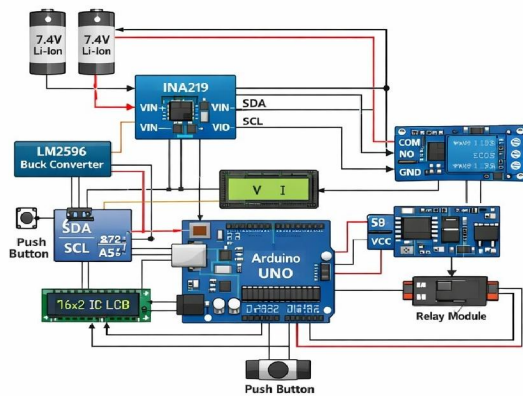 7.4V
Li-Ion
7.4V
Li-Ion
INA219
VIN+
VIN-
VIO
SDA
SCL
COM
NO
GND
LM2596
Buck Converter
V I
Push
Button
SDA
SCL
Arduino
UNO
S8
VCC
16x2 IC LCB
Relay Module
Push Button